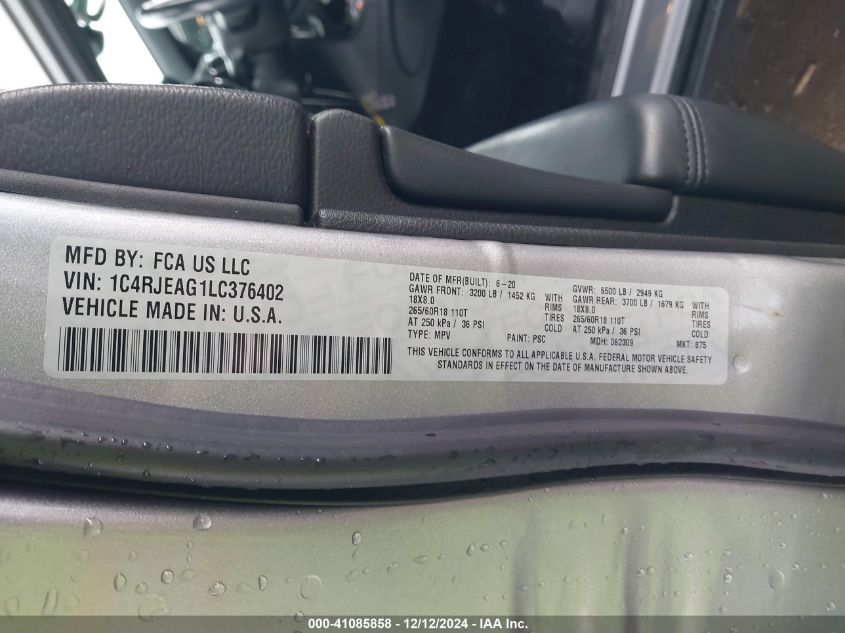 MFD BY: FCA US LLC
VIN: 1C4RJEAG1LC376402
VEHICLE MADE IN: U.S.A.
DATE OF MFR(BUILT): 6-20
GAWR FRONT: 3200 LB / 1452 KG WITH
18X8.0 RIMS
265/60R18 110T TIRES
AT 250 kPa / 36 PSI COLD
TYPE: MPV PAINT: PSC
GVWR: 6500 LB / 2949 KG
GAWR REAR: 3700 LB / 1679 KG WITH
18X8.0 RIMS
265/60R18 110T TIRES
AT 250 kPa / 36 PSI COLD
MDH: 062309 MKT: 875
THIS VEHICLE CONFORMS TO ALL APPLICABLE U.S.A. FEDERAL MOTOR VEHICLE SAFETY
STANDARDS IN EFFECT ON THE DATE OF MANUFACTURE SHOWN ABOVE.
000-41085858 - 12/12/2024 - IAA Inc.